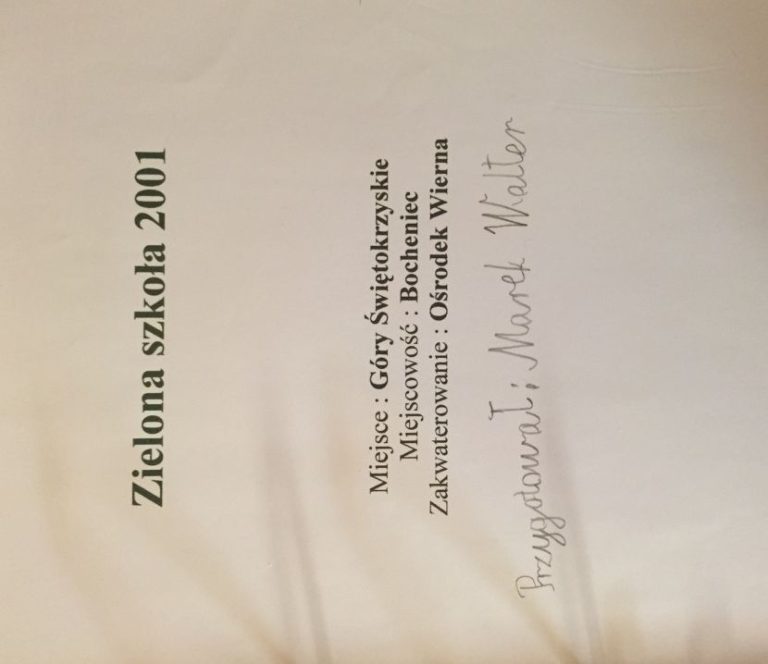 Zielona szkoła 2001
Miejsce : Góry Świętokrzyskie
Miejscowość : Bocheniec
Zakwaterowanie : Ośrodek Wierna
Przygotował; Marek Walter